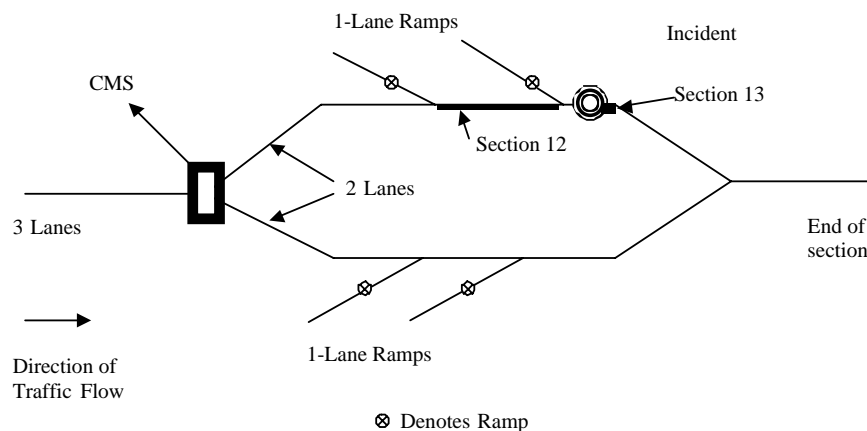 1-Lane Ramps
Incident
CMS
Section 13
Section 12
2 Lanes
3 Lanes
End of
section
1-Lane Ramps
Direction of
Traffic Flow
Denotes Ramp